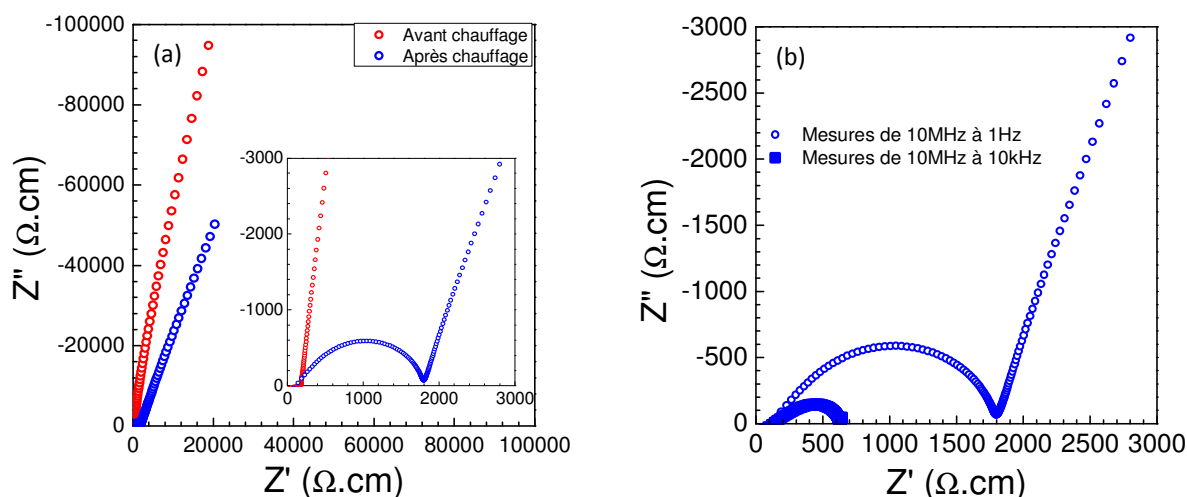 (a)
Avant chauffage
Après chauffage
-100000
-80000
-60000
-40000
-20000
0
0 20000 40000 60000 80000 100000
Z'' (Ω.cm)
Z' (Ω.cm)
-3000
-2000
-1000
0
0 1000 2000 3000
(b)
Mesures de 10MHz à 1Hz
Mesures de 10MHz à 10kHz
-3000
-2500
-2000
-1500
-1000
-500
0
0 500 1000 1500 2000 2500 3000
Z'' (Ω.cm)
Z' (Ω.cm)